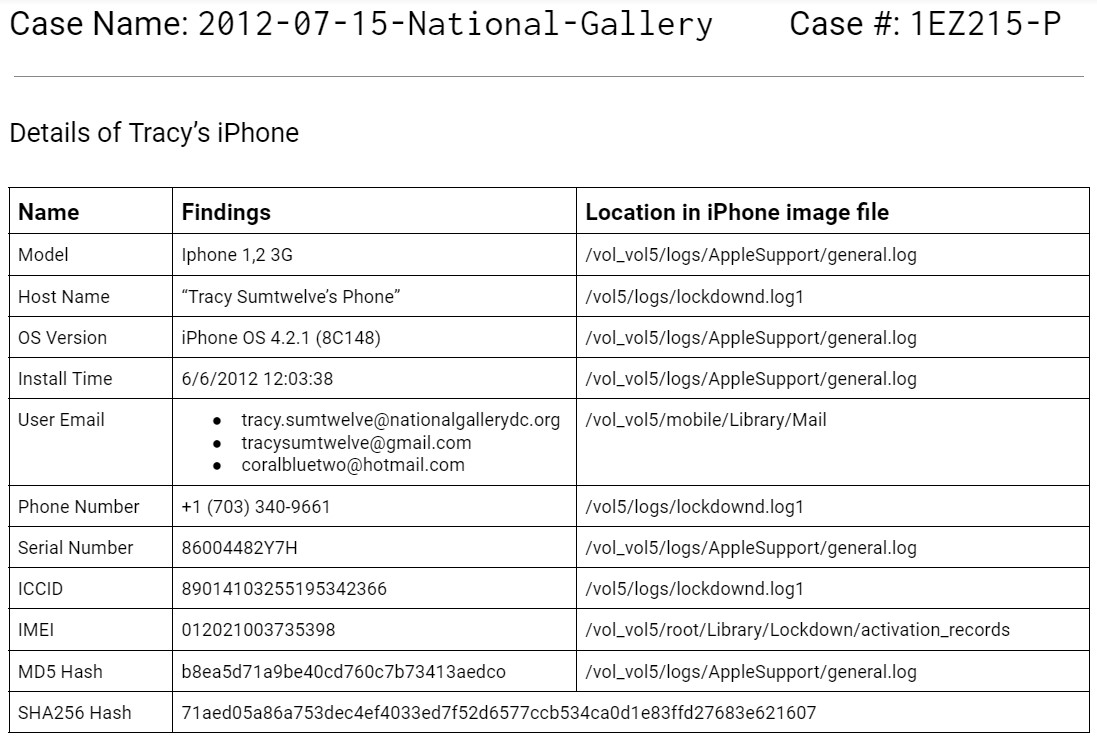 Case Name: 2012-07-15-National-Gallery Case #: 1EZ215-P
Details of Tracy’s iPhone
Name Findings Location in iPhone image file
Model Iphone 1,2 3G /vol_vol5/logs/AppleSupport/general.log
Host Name “Tracy Sumtwelve’s Phone” /vol5/logs/lockdownd.log1
OS Version iPhone OS 4.2.1 (8C148) /vol_vol5/logs/AppleSupport/general.log
Install Time 6/6/2012 12:03:38 /vol_vol5/logs/AppleSupport/general.log
User Email ● tracy.sumtwelve@nationalgallerydc.org /vol_vol5/mobile/Library/Mail
● tracysumtwelve@gmail.com
● coralbluetwo@hotmail.com
Phone Number +1 (703) 340-9661 /vol5/logs/lockdownd.log1
Serial Number 86004482Y7H /vol_vol5/logs/AppleSupport/general.log
ICCID 89014103255195342366 /vol5/logs/lockdownd.log1
IMEI 012021003735398 /vol_vol5/root/Library/Lockdown/activation_records
MD5 Hash b8ea5d71a9be40cd760c7b73413aedco /vol_vol5/logs/AppleSupport/general.log
SHA256 Hash 71aed05a86a753dec4ef4033ed7f52d6577ccb534ca0d1e83ffd27683e621607